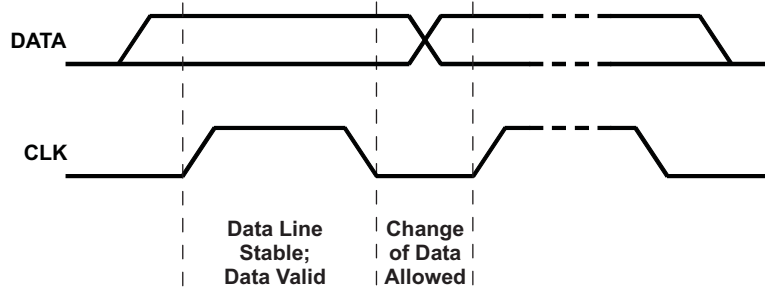 DATA
CLK
Data Line
Stable;
Data Valid
Change
of Data
Allowed